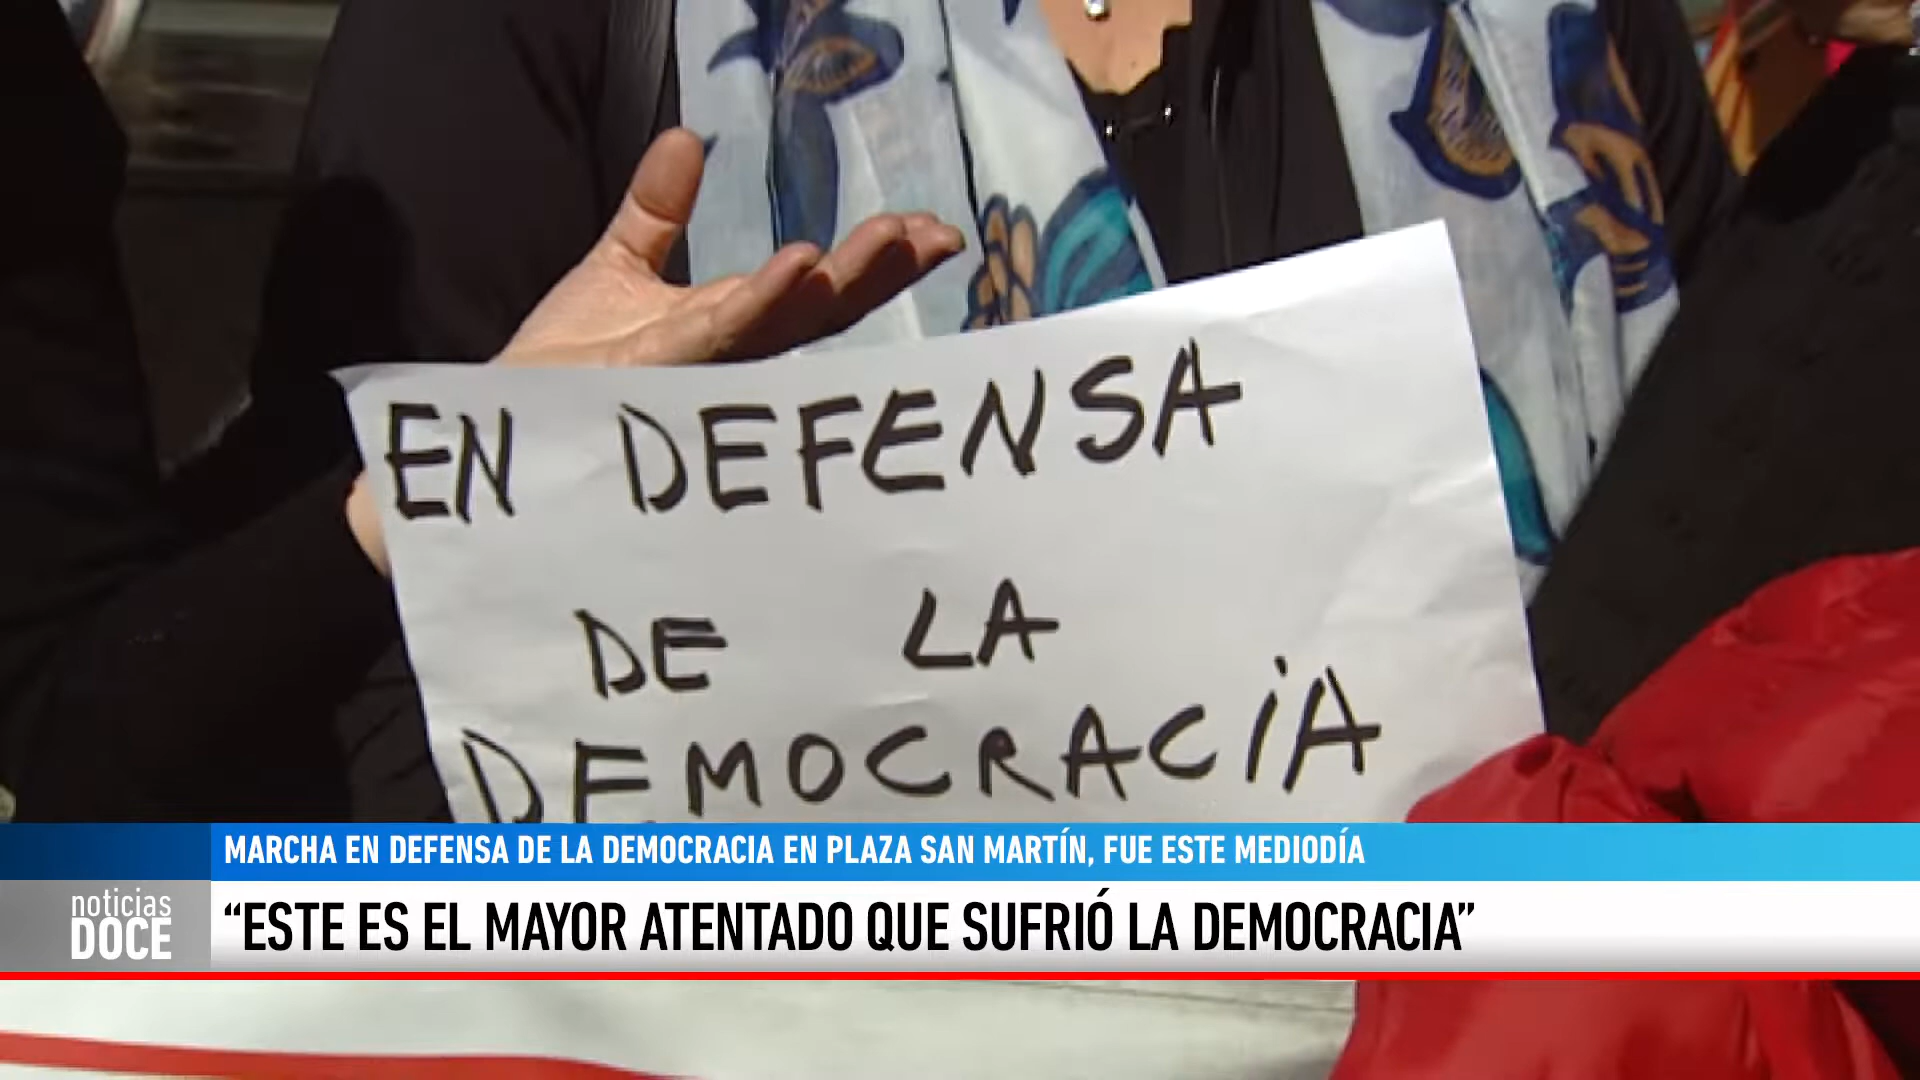 EN DEFENSA
DE LA
DEMOCRACiA
MARCHA EN DEFENSA DE LA DEMOCRACIA EN PLAZA SAN MARTÍN, FUE ESTE MEDIODÍA
noticias
DOCE
“ESTE ES EL MAYOR ATENTADO QUE SUFRIÓ LA DEMOCRACIA”